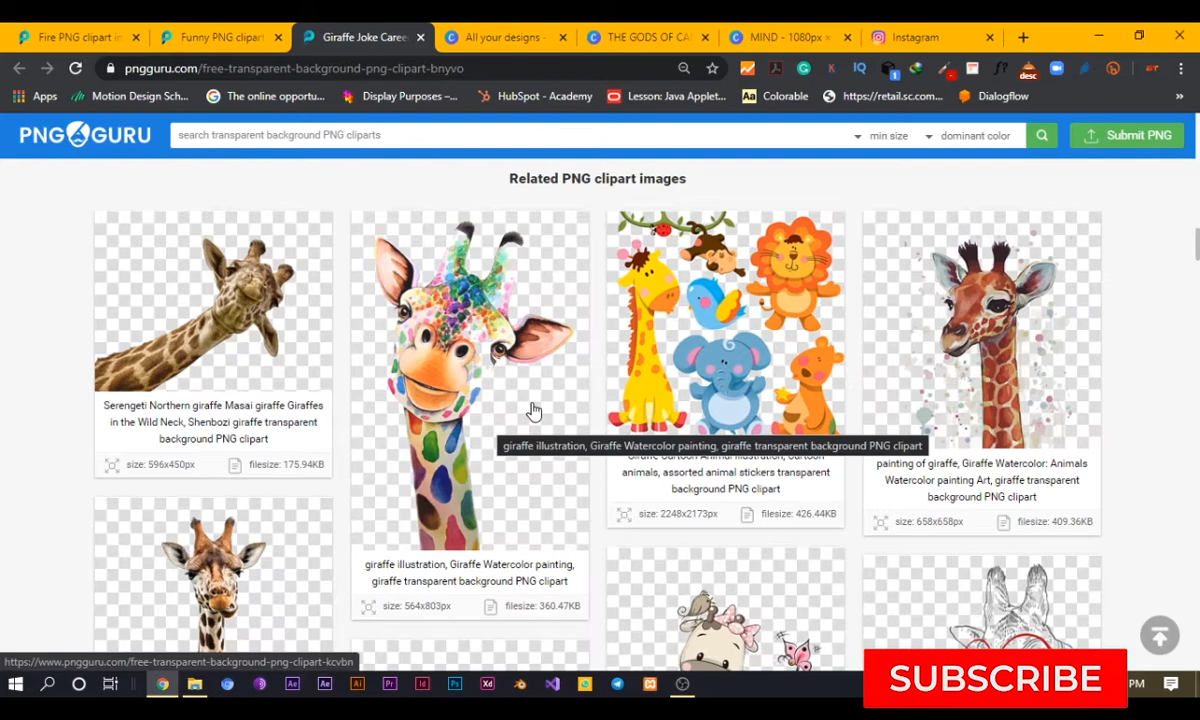 Fire PNG clipart in
Funny PNG clipart
Giraffe Joke Caree
All your designs -
THE GODS OF CA
MIND - 1080px ×
Instagram
pngguru.com/free-transparent-background-png-clipart-bnyvo
Apps
Motion Design Sch...
The online opportu...
Display Purposes –...
HubSpot - Academy
Lesson: Java Applet...
Colorable
https://retail.sc.com...
Dialogflow
PNG GURU
search transparent background PNG cliparts
min size
dominant color
Submit PNG
Related PNG clipart images
Serengeti Northern giraffe Masai giraffe Giraffes
in the Wild Neck, Shenbozi giraffe transparent
background PNG clipart
size: 596x450px
filesize: 175.94KB
giraffe illustration, Giraffe Watercolor painting, giraffe transparent background PNG clipart
giraffe illustration, Giraffe Watercolor painting,
giraffe transparent background PNG clipart
size: 564x803px
filesize: 360.47KB
Giraffe Cartoon Animal Illustration, Cartoon
animals, assorted animal stickers transparent
background PNG clipart
size: 2248x2173px
filesize: 426.44KB
painting of giraffe, Giraffe Watercolor: Animals
Watercolor painting Art, giraffe transparent
background PNG clipart
size: 658x658px
filesize: 409.36KB
https://www.pngguru.com/free-transparent-background-png-clipart-kcvbn
SUBSCRIBE
PM